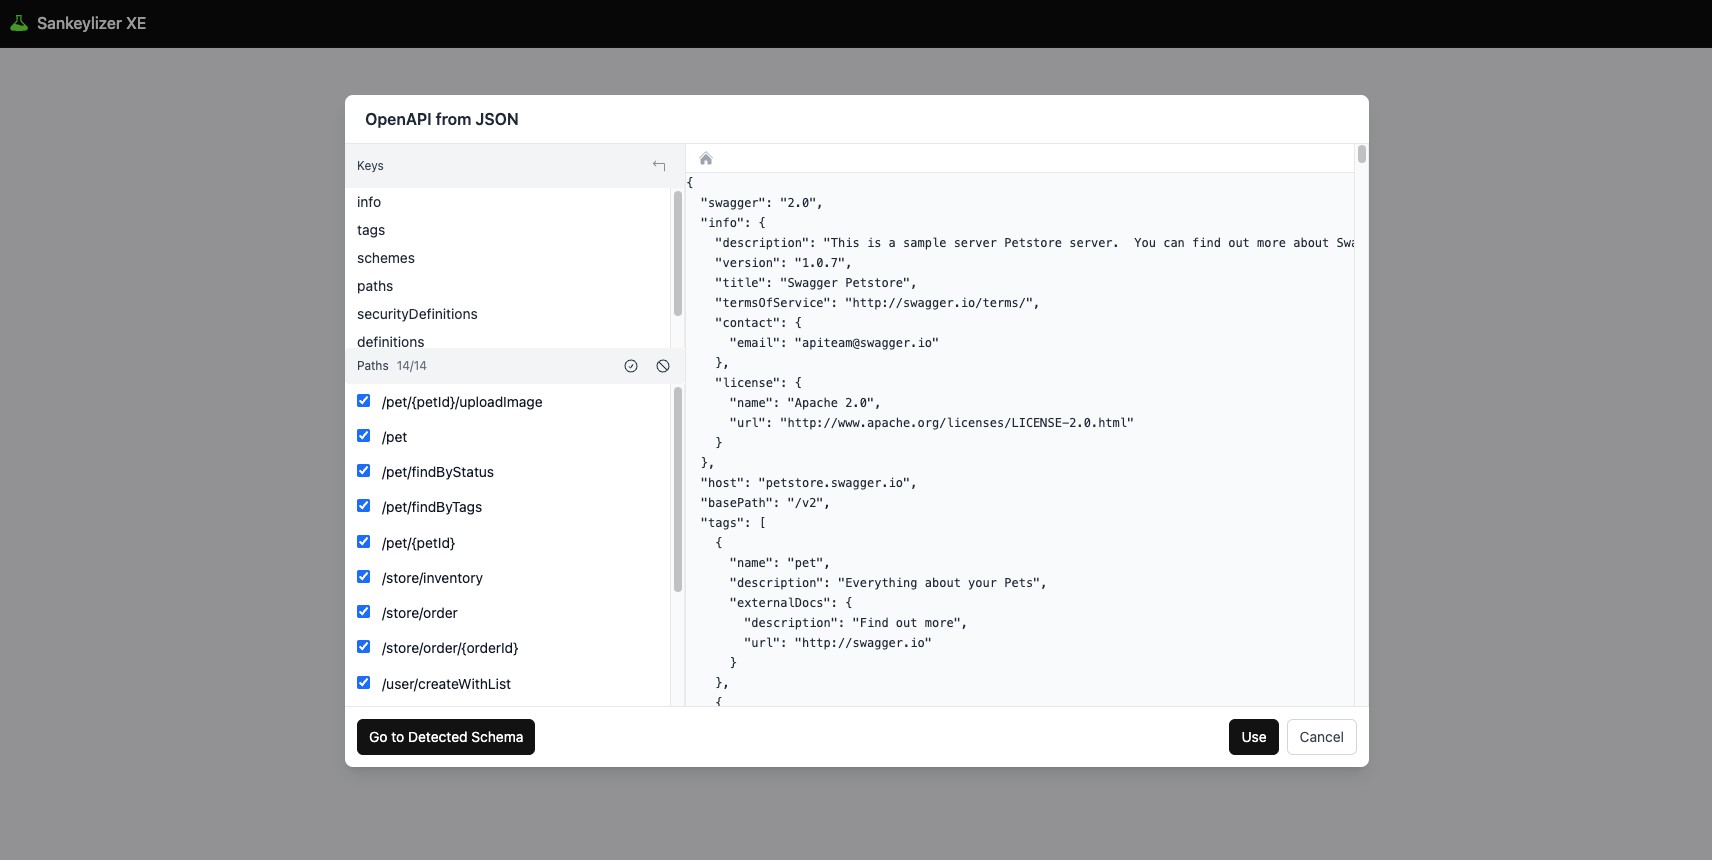 Sankeylizer XE
OpenAPI from JSON
Keys
info
tags
schemes
paths
securityDefinitions
definitions
Paths 14/14
/pet/{petId}/uploadImage
/pet
/pet/findByStatus
/pet/findByTags
/pet/{petId}
/store/inventory
/store/order
/store/order/{orderId}
/user/createWithList
{
"swagger": "2.0",
"info": {
"description": "This is a sample server Petstore server.  You can find out more about Swa
"version": "1.0.7",
"title": "Swagger Petstore",
"termsOfService": "http://swagger.io/terms/",
"contact": {
"email": "apiteam@swagger.io"
},
"license": {
"name": "Apache 2.0",
"url": "http://www.apache.org/licenses/LICENSE-2.0.html"
}
},
"host": "petstore.swagger.io",
"basePath": "/v2",
"tags": [
{
"name": "pet",
"description": "Everything about your Pets",
"externalDocs": {
"description": "Find out more",
"url": "http://swagger.io"
}
},
{
Go to Detected Schema
Use
Cancel